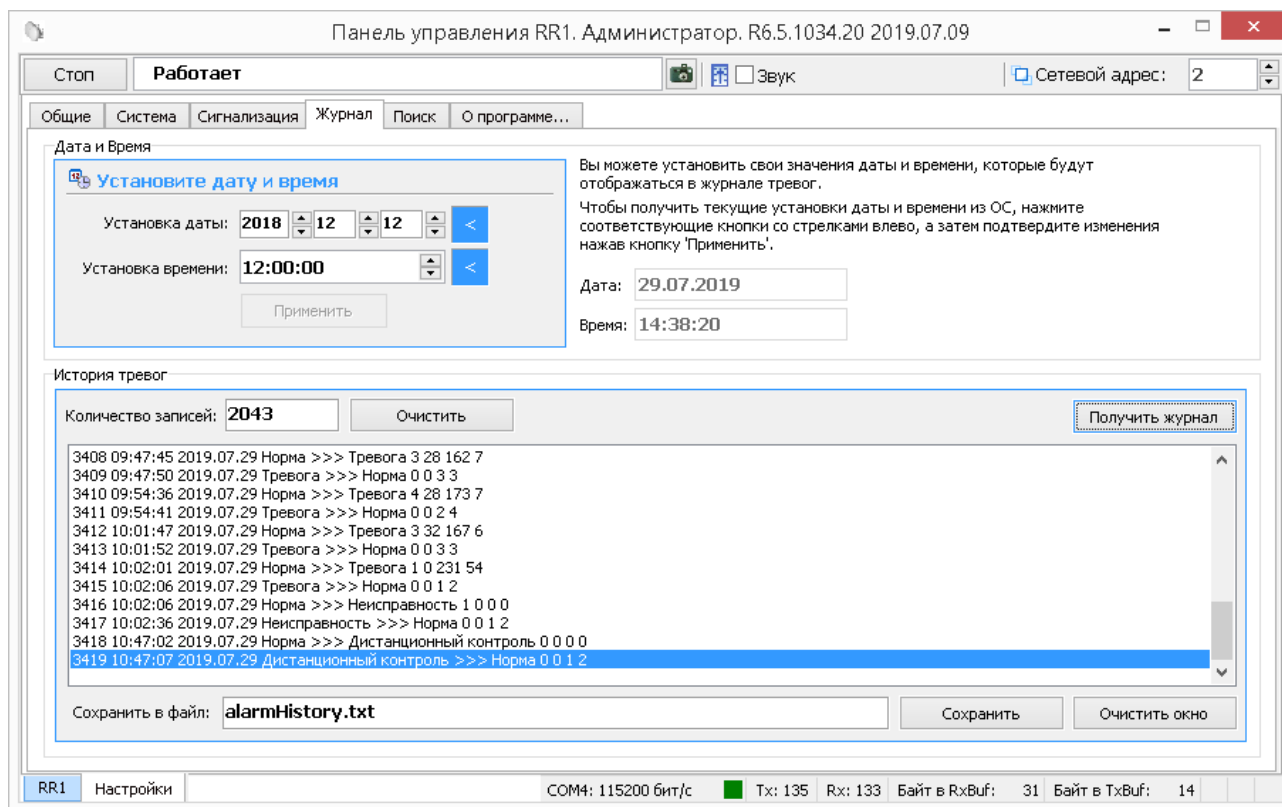 Панель управления RR1. Администратор. R6.5.1034.20 2019.07.09
Стоп Работает Звук Сетевой адрес: 2
Общие Система Сигнализация Журнал Поиск О программе...
Дата и Время
Установите дату и время
Установка даты: 2018 12 12 <
Установка времени: 12:00:00 <
Применить
Вы можете установить свои значения даты и времени, которые будут
отображаться в журнале тревог.
Чтобы получить текущие установки даты и времени из ОС, нажмите
соответствующие кнопки со стрелками влево, а затем подтвердите изменения
нажав кнопку 'Применить'.
Дата: 29.07.2019
Время: 14:38:20
История тревог
Количество записей: 2043 Очистить Получить журнал
3408 09:47:45 2019.07.29 Норма >>> Тревога 3 28 162 7
3409 09:47:50 2019.07.29 Тревога >>> Норма 0 0 3 3
3410 09:54:36 2019.07.29 Норма >>> Тревога 4 28 173 7
3411 09:54:41 2019.07.29 Тревога >>> Норма 0 0 2 4
3412 10:01:47 2019.07.29 Норма >>> Тревога 3 32 167 6
3413 10:01:52 2019.07.29 Тревога >>> Норма 0 0 3 3
3414 10:02:01 2019.07.29 Норма >>> Тревога 1 0 231 54
3415 10:02:06 2019.07.29 Тревога >>> Норма 0 0 1 2
3416 10:02:06 2019.07.29 Норма >>> Неисправность 1 0 0 0
3417 10:02:36 2019.07.29 Неисправность >>> Норма 0 0 1 2
3418 10:47:02 2019.07.29 Норма >>> Дистанционный контроль 0 0 0 0
3419 10:47:07 2019.07.29 Дистанционный контроль >>> Норма 0 0 1 2
Сохранить в файл: alarmHistory.txt Сохранить Очистить окно
RR1 Настройки COM4: 115200 бит/с Tx: 135 Rx: 133 Байт в RxBuf: 31 Байт в TxBuf: 14